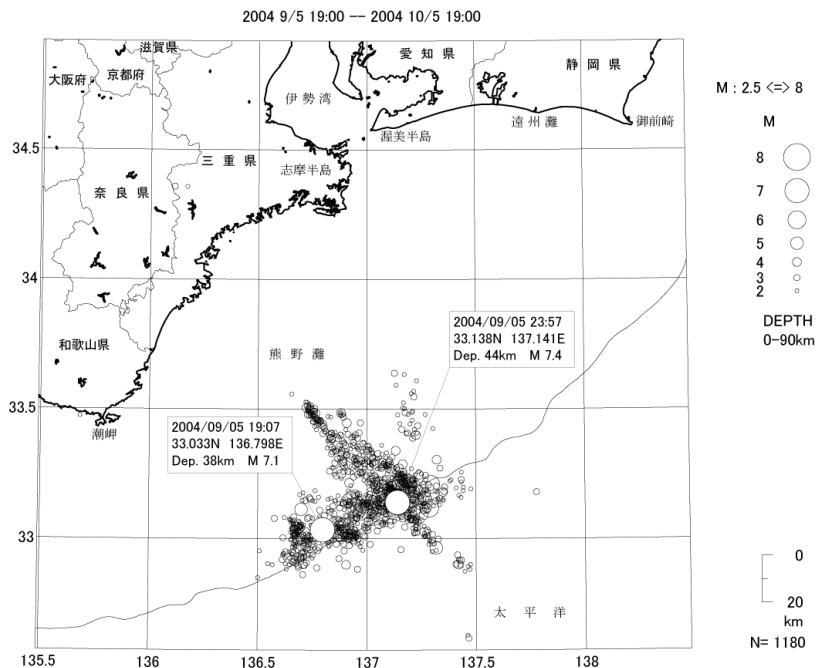 2004 9/5 19:00 -- 2004 10/5 19:00
滋賀県
京都府
大阪府
愛知県
静岡県
伊勢湾
渥美半島
遠州灘
御前崎
三重県
志摩半島
奈良県
和歌山県
潮岬
熊野灘
太平洋
2004/09/05 23:57
33.138N 137.141E
Dep. 44km M 7.4
2004/09/05 19:07
33.033N 136.798E
Dep. 38km M 7.1
34.5
34
33.5
33
135.5 136 136.5 137 137.5 138
M : 2.5 <=> 8
M
8
7
6
5
4
3
2
DEPTH
0-90km
0
20
km
N= 1180